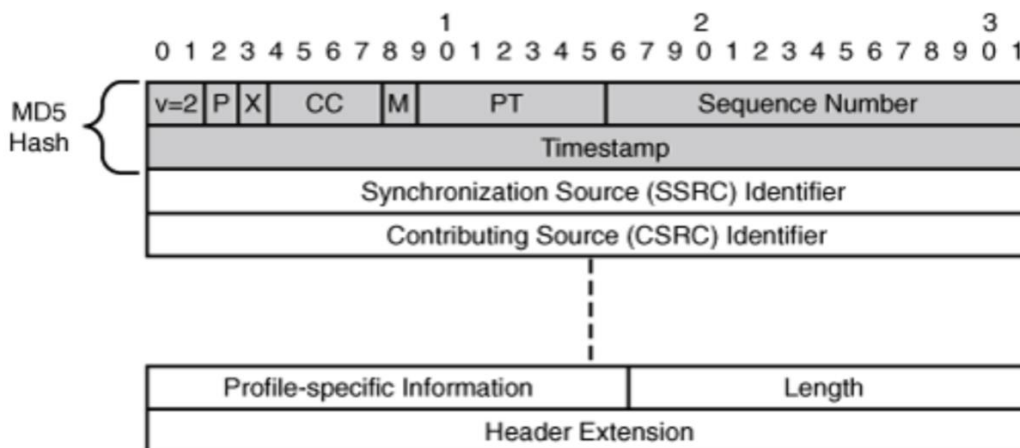 1 2 3
0 1 2 3 4 5 6 7 8 9 0 1 2 3 4 5 6 7 9 0 1 2 3 4 5 6 7 8 9 0 1
MD5
Hash
v=2 P X CC M PT Sequence Number
Timestamp
Synchronization Source (SSRC) Identifier
Contributing Source (CSRC) Identifier
Profile-specific Information Length
Header Extension